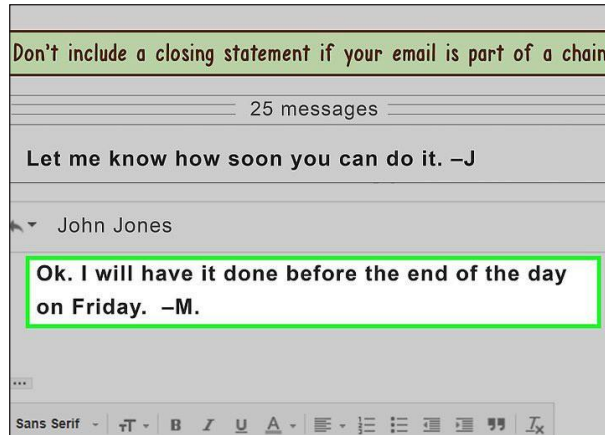 Don't include a closing statement if your email is part of a chain
25 messages
Let me know how soon you can do it. –J
John Jones
Ok. I will have it done before the end of the day
on Friday.  –M.
...
Sans Serif